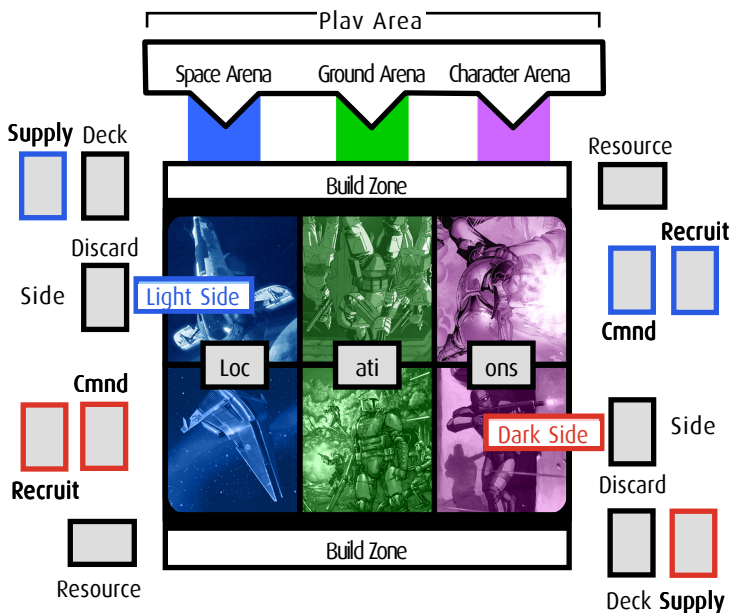 Plav Area
Space Arena
Ground Arena
Character Arena
Supply
Deck
Resource
Build Zone
Recruit
Discard
Side
Light Side
Cmnd
Loc
ati
ons
Cmnd
Dark Side
Side
Recruit
Discard
Resource
Build Zone
Deck
Supply